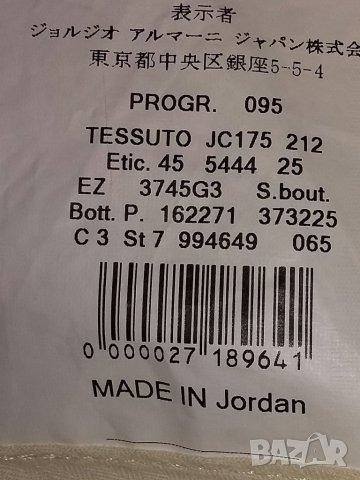 表示者
ジョルジオ アルマーニ ジャパン株式会
東京都中央区銀座5-5-4
PROGR. 095
TESSUTO JC175 212
Etic. 45 5444 25
EZ 3745G3 S.bout.
Bott. P. 162271 373225
C 3 St 7 994649 065
0 000027 189641
MADE IN Jordan
BAZAR